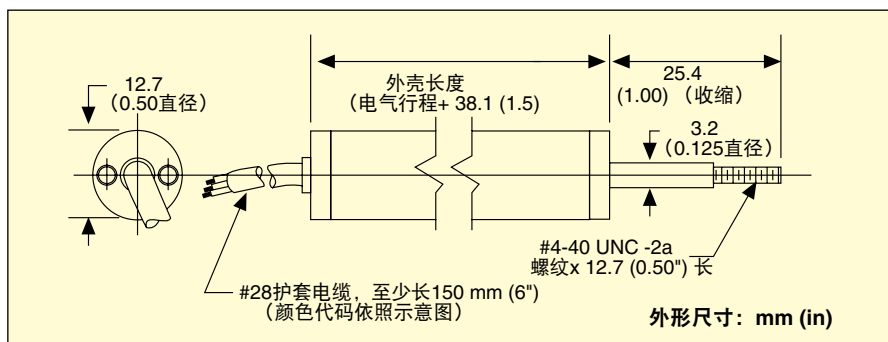 12.7
(0.50直径)
外壳长度
(电气行程+ 38.1 (1.5)
25.4
(1.00) (收缩)
3.2
(0.125直径)
#4-40 UNC -2a
螺纹x 12.7 (0.50") 长
#28护套电缆，至少长150 mm (6")
(颜色代码依照示意图)
外形尺寸：mm (in)